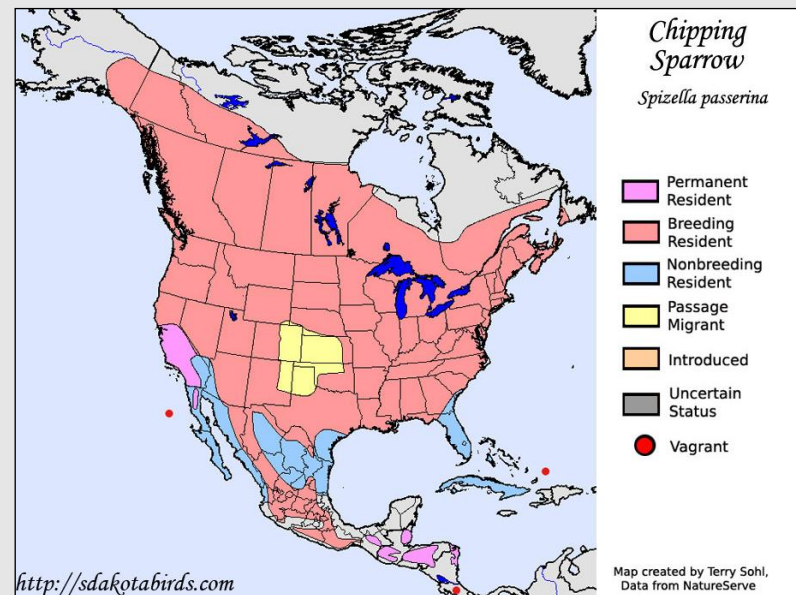 Chipping
Sparrow
Spizella passerina
Permanent
Resident
Breeding
Resident
Nonbreeding
Resident
Passage
Migrant
Introduced
Uncertain
Status
Vagrant
Map created by Terry Sohl,
Data from NatureServe
http://sdakotabirds.com